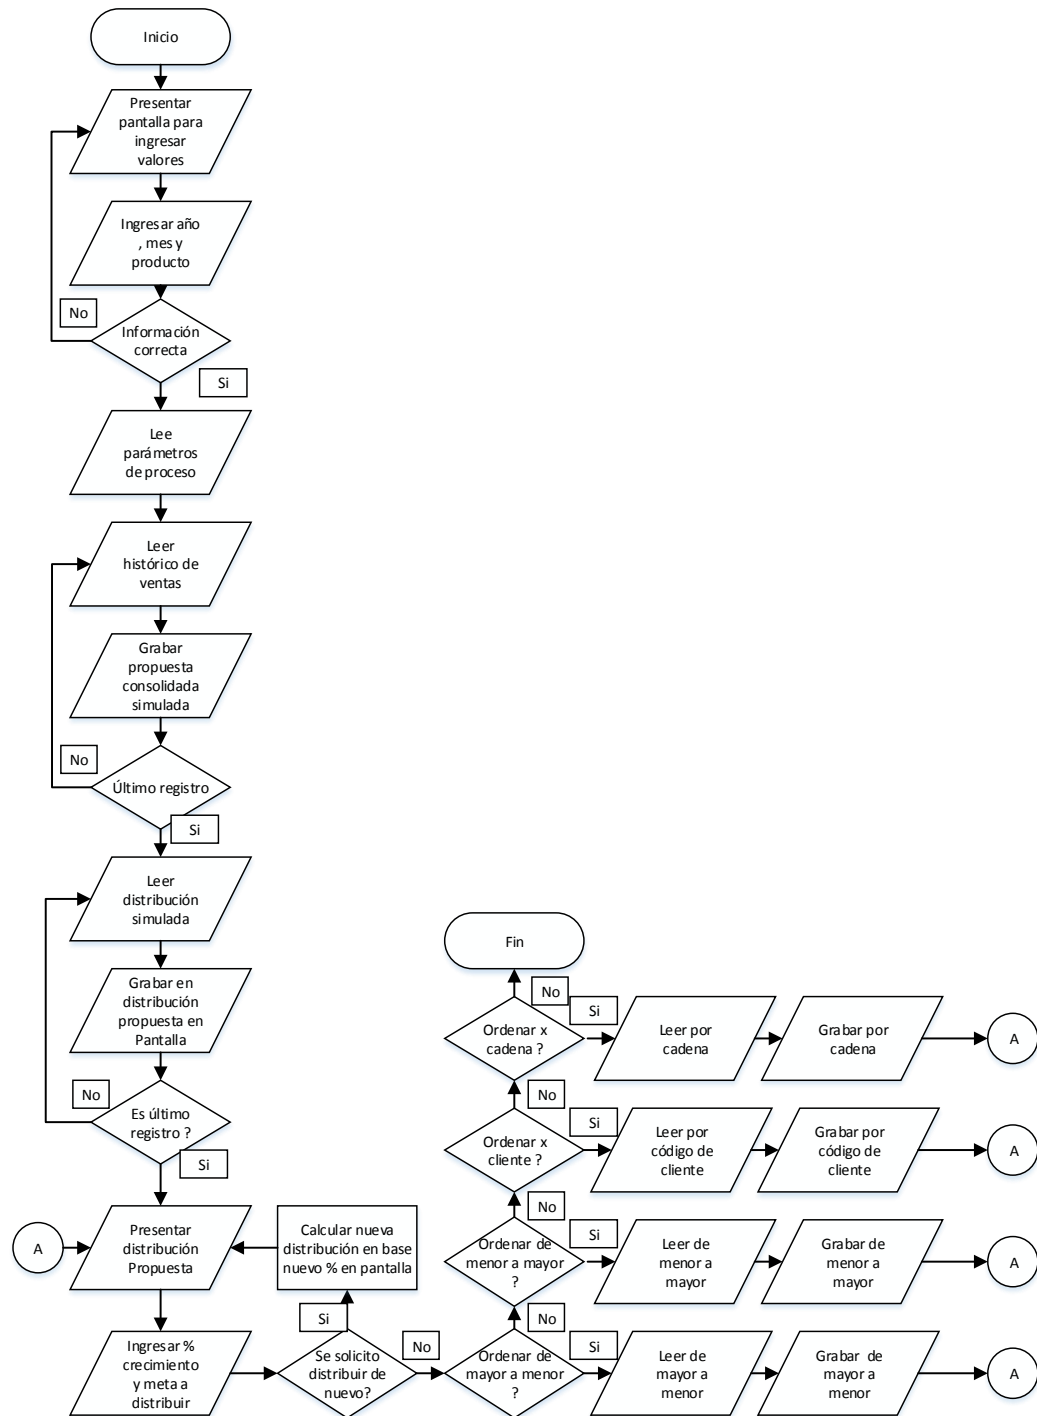 Inicio
Presentar
pantalla para
ingresar
valores
Ingresar año
, mes y
producto
No
Información
correcta
Si
Lee
parámetros
de proceso
Leer
histórico de
ventas
Grabar
propuesta
consolidada
simulada
No
Último registro
Si
Leer
distribución
simulada
Grabar en
distribución
propuesta en
Pantalla
No
Es último
registro ?
Si
A
Presentar
distribución
Propuesta
Calcular nueva
distribución en base
nuevo % en pantalla
Ingresar %
crecimiento
y meta a
distribuir
Si
Se solicito
distribuir de
nuevo?
No
Fin
No
Ordenar x
cadena ?
Si
Leer por
cadena
Grabar por
cadena
A
No
Ordenar x
cliente ?
Si
Leer por
código de
cliente
Grabar por
código de
cliente
A
No
Ordenar de
menor a mayor
?
Si
Leer de
menor a
mayor
Grabar de
menor a
mayor
A
No
Ordenar de
mayor a menor
?
Si
Leer de
mayor a
menor
Grabar de
mayor a
menor
A